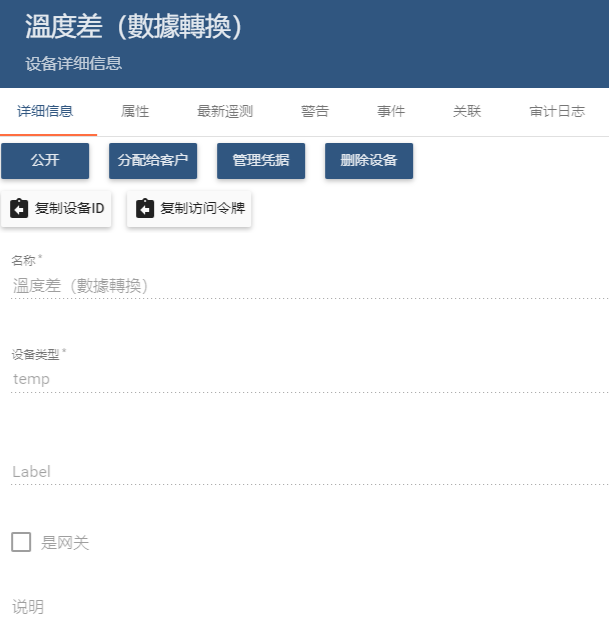 溫度差（數據轉換）
设备详细信息
详细信息 属性 最新遥测 警告 事件 关联 审计日志
公开 分配给客户 管理凭据 删除设备
复制设备ID 复制访问令牌
名称 *
溫度差（數據轉換）
设备类型 *
temp
Label
是网关
说明